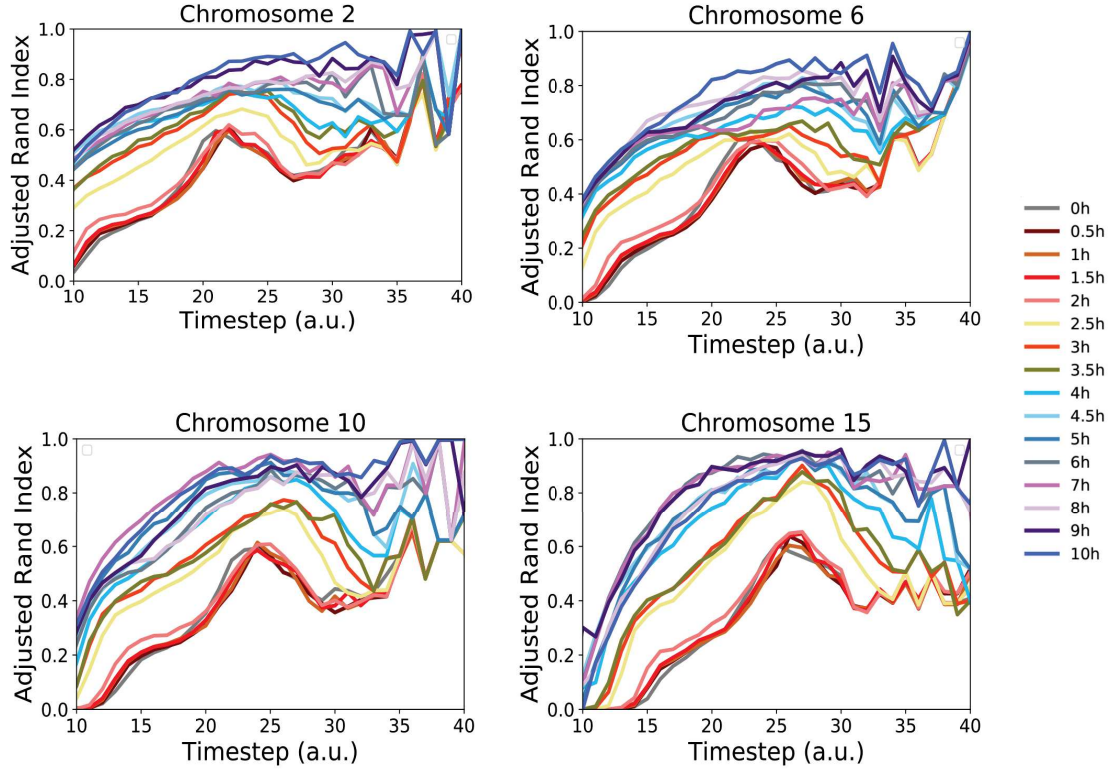 Chromosome 2
Adjusted Rand Index
1.0
0.8
0.6
0.4
0.2
0.0
10 15 20 25 30 35 40
Timestep (a.u.)
Chromosome 6
Adjusted Rand Index
1.0
0.8
0.6
0.4
0.2
0.0
10 15 20 25 30 35 40
Timestep (a.u.)
Chromosome 10
Adjusted Rand Index
1.0
0.8
0.6
0.4
0.2
0.0
10 15 20 25 30 35 40
Timestep (a.u.)
Chromosome 15
Adjusted Rand Index
1.0
0.8
0.6
0.4
0.2
0.0
10 15 20 25 30 35 40
Timestep (a.u.)
0h
0.5h
1h
1.5h
2h
2.5h
3h
3.5h
4h
4.5h
5h
6h
7h
8h
9h
10h